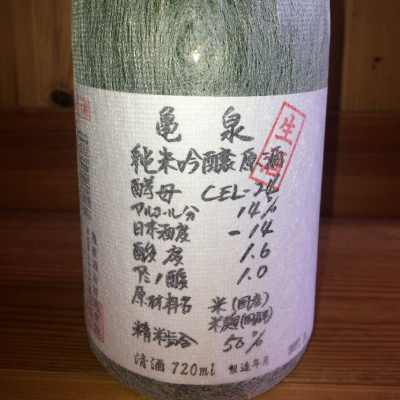 亀泉
純米吟醸原酒
生酒
酵母 CEL-24
アルコール分 14%
日本酒度 -14
酸度 1.6
アミノ酸 1.0
原材料名 米(国産)
米麹(国産米)
精米歩合 50%
清酒 720ml 製造年月